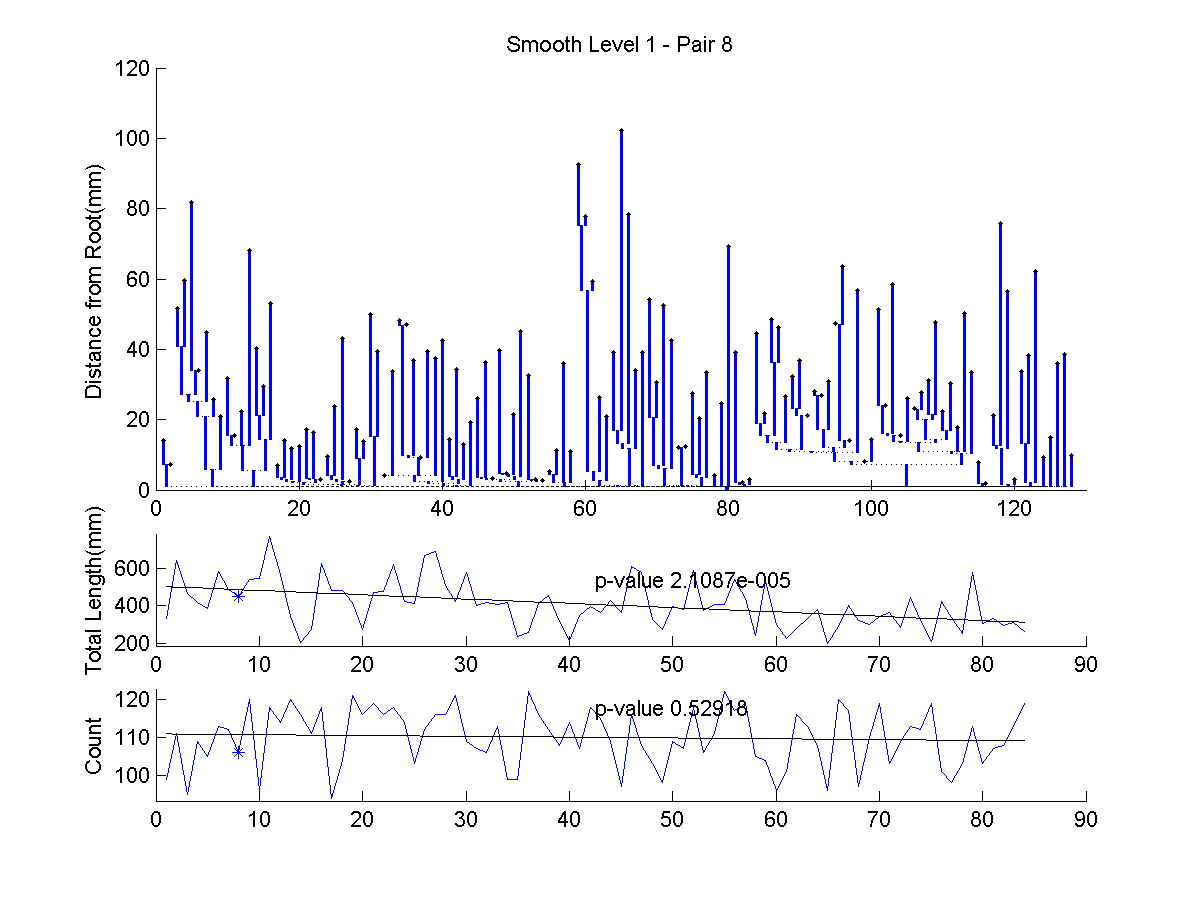 Smooth Level 1 - Pair 8
Distance from Root(mm)
120
100
80
60
40
20
0
0 20 40 60 80 100 120
Total Length(mm)
600
400
200
p-value 2.1087e-005
0 10 20 30 40 50 60 70 80 90
Count
120
110
100
p-value 0.52918
0 10 20 30 40 50 60 70 80 90